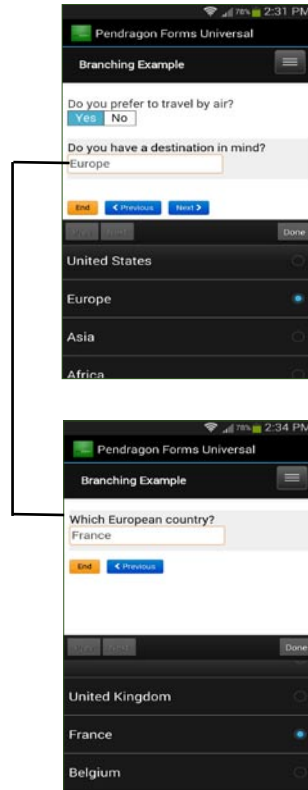 78% 2:31 PM
Pendragon Forms Universal
Branching Example
Do you prefer to travel by air?
Yes No
Do you have a destination in mind?
Europe
End Previous Next
Done
United States
Europe
Asia
Africa
78% 2:34 PM
Pendragon Forms Universal
Branching Example
Which European country?
France
End Previous
Done
United Kingdom
France
Belgium